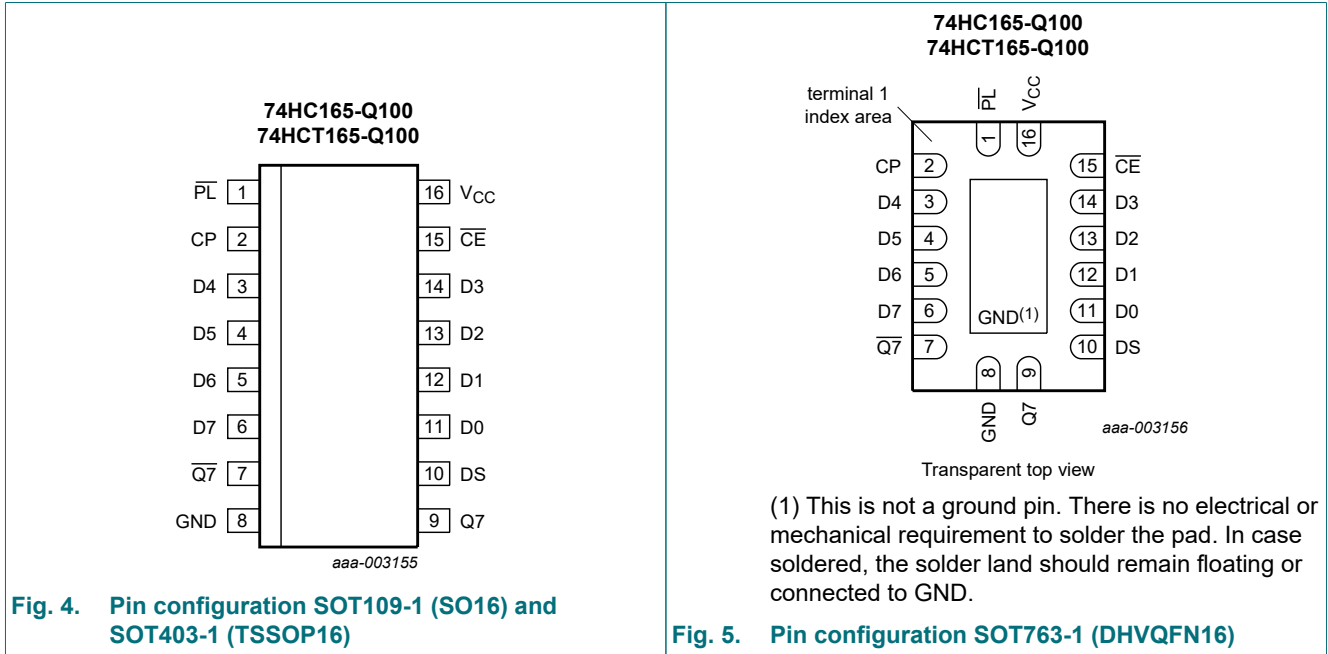 74HC165-Q100
74HCT165-Q100
PL 1
16 VCC
CP 2
15 CE
D4 3
14 D3
D5 4
13 D2
D6 5
12 D1
D7 6
11 D0
Q7 7
10 DS
GND 8
9 Q7
aaa-003155
Fig. 4. Pin configuration SOT109-1 (SO16) and
SOT403-1 (TSSOP16)
74HC165-Q100
74HCT165-Q100
terminal 1
index area
PL
VCC
1
16
CP 2
15 CE
D4 3
14 D3
D5 4
13 D2
D6 5
12 D1
D7 6
11 D0
GND(1)
Q7 7
10 DS
8
9
GND
Q7
aaa-003156
Transparent top view
(1) This is not a ground pin. There is no electrical or
mechanical requirement to solder the pad. In case
soldered, the solder land should remain floating or
connected to GND.
Fig. 5. Pin configuration SOT763-1 (DHVQFN16)